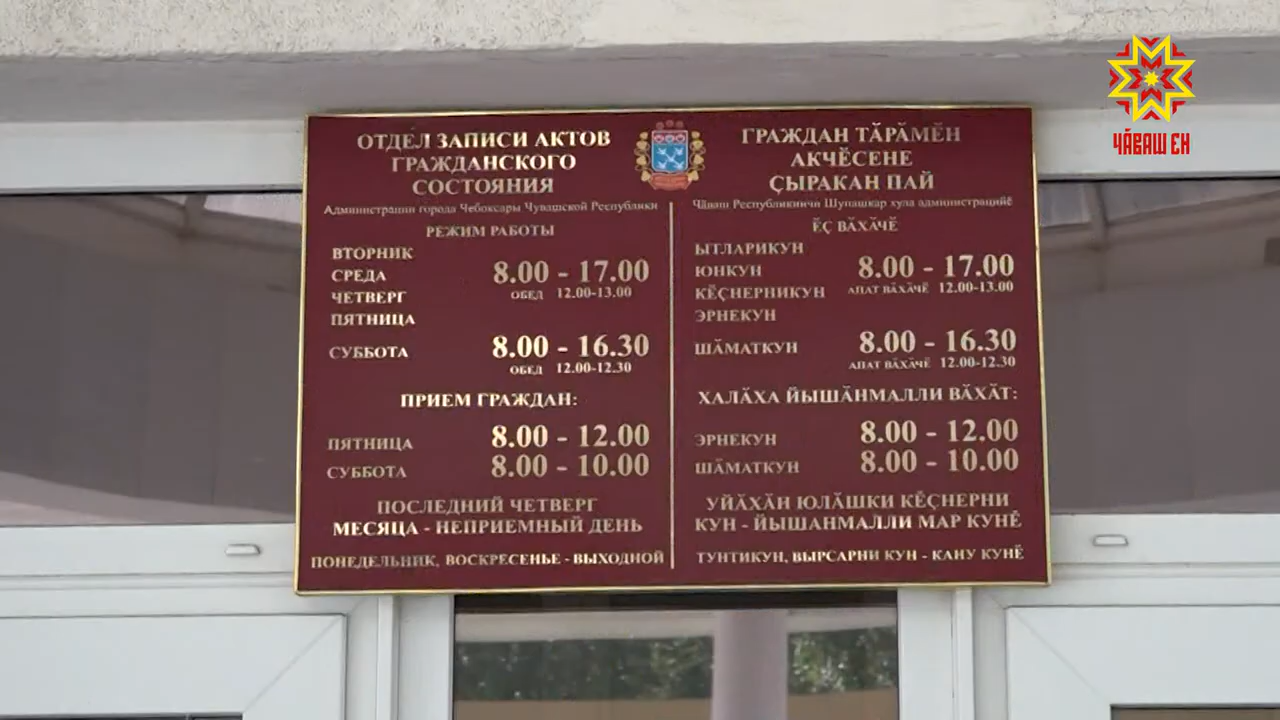 ОТДЕЛ ЗАПИСИ АКТОВ
ГРАЖДАНСКОГО
СОСТОЯНИЯ
Администрации города Чебоксары Чувашской Республики
РЕЖИМ РАБОТЫ
ВТОРНИК
СРЕДА 8.00 - 17.00
ЧЕТВЕРГ ОБЕД 12.00-13.00
ПЯТНИЦА
СУББОТА 8.00 - 16.30
ОБЕД 12.00-12.30
ПРИЕМ ГРАЖДАН:
ПЯТНИЦА 8.00 - 12.00
СУББОТА 8.00 - 10.00
ПОСЛЕДНИЙ ЧЕТВЕРГ
МЕСЯЦА - НЕПРИЕМНЫЙ ДЕНЬ
ПОНЕДЕЛЬНИК, ВОСКРЕСЕНЬЕ - ВЫХОДНОЙ
ГРАЖДАН ТӐРӐМӖН
АКЧӖСЕНЕ
ҪЫРАКАН ПАЙ
Чӑваш Республикинчи Шупашкар хула администрацийӗ
ӖҪ ВӐХӐЧӖ
ЫТЛАРИКУН
ЮНКУН 8.00 - 17.00
КӖҪНЕРНИКУН АПАТ ВӐХӐЧӖ 12.00-13.00
ЭРНЕКУН
ШӐМАТКУН 8.00 - 16.30
АПАТ ВӐХӐЧӖ 12.00-12.30
ХАЛӐХА ЙЫШӐНМАЛЛИ ВӐХӐТ:
ЭРНЕКУН 8.00 - 12.00
ШӐМАТКУН 8.00 - 10.00
УЙӐХӐН ЮЛӐШКИ КӖҪНЕРНИ
КУН - ЙЫШАНМАЛЛИ МАР КУНӖ
ТУНТИКУН, ВЫРСАРНИ КУН - КАНУ КУНӖ
ЧӐВАШ ЕН